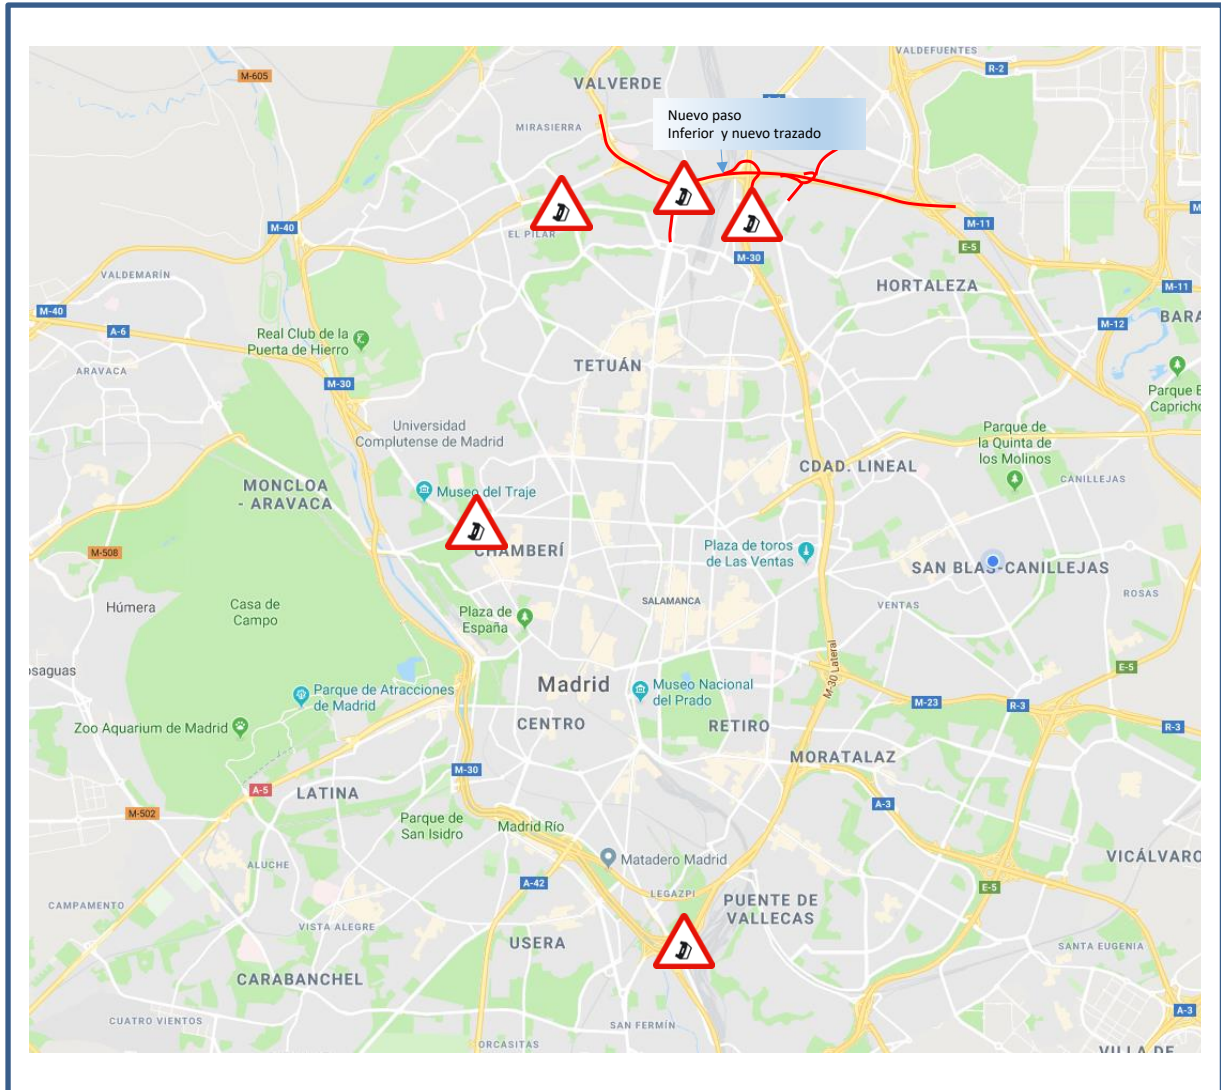 VALDEFUENTES
R-2
M-605
VALVERDE
Nuevo paso
Inferior y nuevo trazado
MIRASIERRA
M-40
EL PILAR
M-11
E-5
M-30
VALDEMARÍN
HORTALEZA
M-11
M-40
A-6
Real Club de la
Puerta de Hierro
M-12
BARA
TETUÁN
ARAVACA
M-30
Parque E
Caprich
Universidad
Complutense de Madrid
Parque de
la Quinta de
los Molinos
CDAD. LINEAL
CANILLEJAS
MONCLOA
- ARAVACA
Museo del Traje
M-508
CHAMBERÍ
Plaza de toros
de Las Ventas
SAN BLAS-CANILLEJAS
ROSAS
Húmera
Casa de
Campo
Plaza de
España
SALAMANCA
VENTAS
osaguas
E-5
M-30 Lateral
Madrid
Museo Nacional
del Prado
Parque de Atracciones
de Madrid
M-23
R-3
R-3
Zoo Aquarium de Madrid
CENTRO
RETIRO
MORATALAZ
M-30
A-5
LATINA
M-502
Parque de
San Isidro
Madrid Río
A-3
Matadero Madrid
VICÁLVARO
ALUCHE
A-42
LEGAZPI
E-5
CAMPAMENTO
VISTA ALEGRE
PUENTE DE
VALLECAS
USERA
SANTA EUGENIA
CARABANCHEL
A-3
CUATRO VIENTOS
SAN FERMÍN
ORCASITAS
VILLA DE